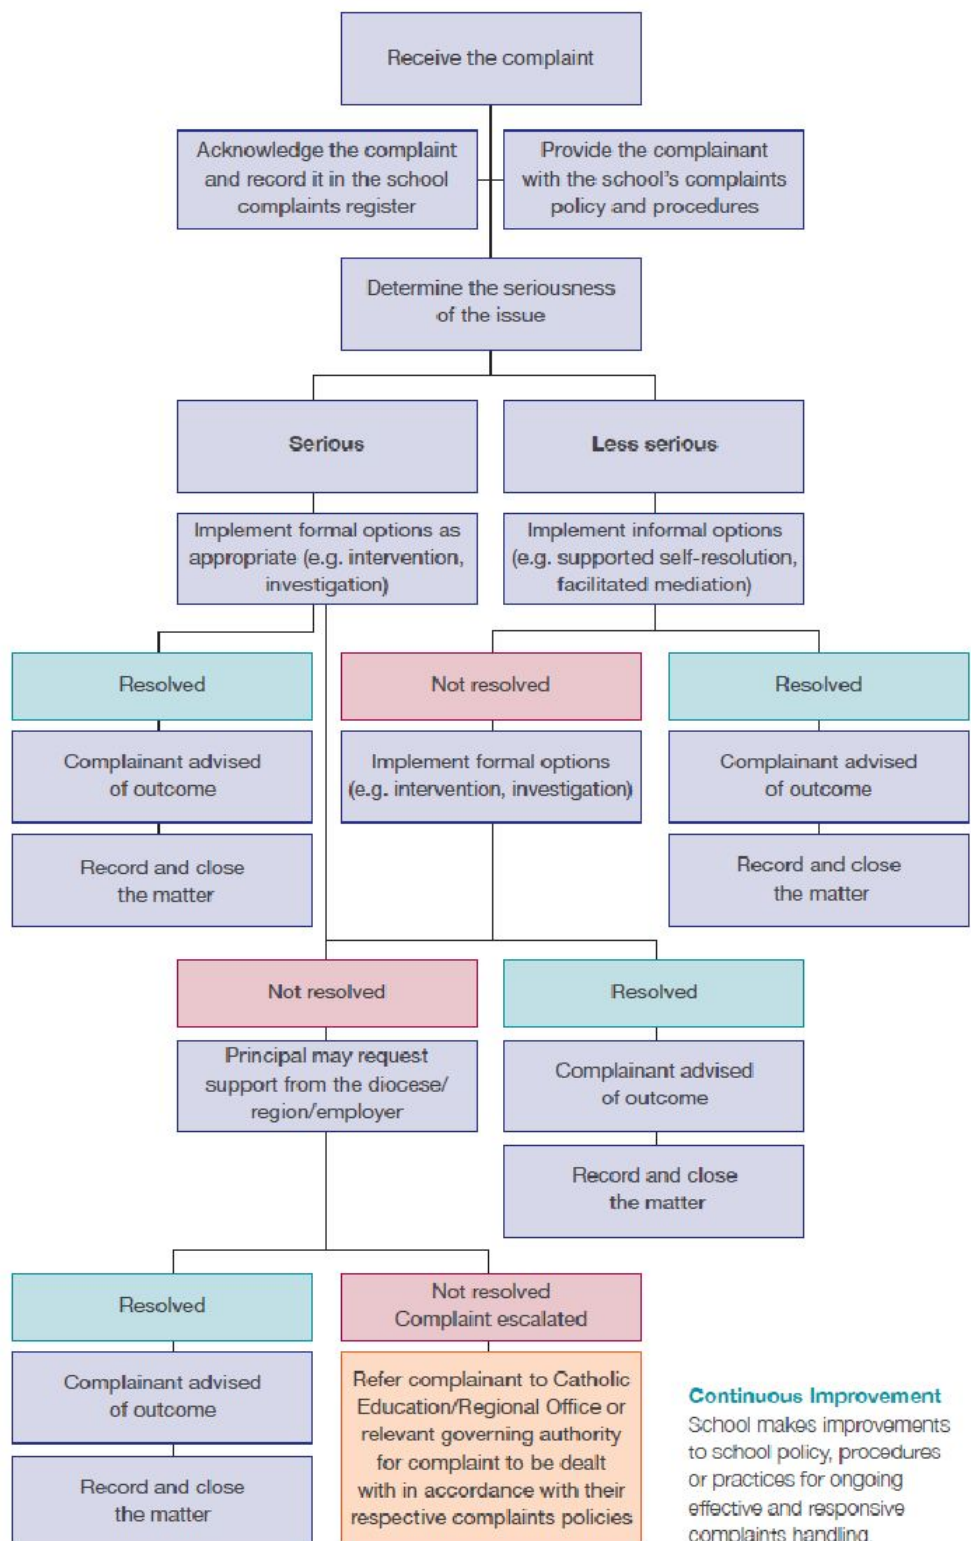 Receive the complaint
Acknowledge the complaint
and record it in the school
complaints register
Provide the complainant
with the school's complaints
policy and procedures
Determine the seriousness
of the issue
Serious
Less serious
Implement formal options as
appropriate (e.g. intervention,
investigation)
Implement informal options
(e.g. supported self-resolution,
facilitated mediation)
Resolved
Not resolved
Resolved
Complainant advised
of outcome
Implement formal options
(e.g. intervention, investigation)
Complainant advised
of outcome
Record and close
the matter
Record and close
the matter
Not resolved
Resolved
Principal may request
support from the diocese/
region/employer
Complainant advised
of outcome
Record and close
the matter
Resolved
Not resolved
Complaint escalated
Complainant advised
of outcome
Refer complainant to Catholic
Education/Regional Office or
relevant governing authority
for complaint to be dealt
with in accordance with their
respective complaints policies
Record and close
the matter
Continuous Improvement
School makes improvements
to school policy, procedures
or practices for ongoing
effective and responsive
complaints handling